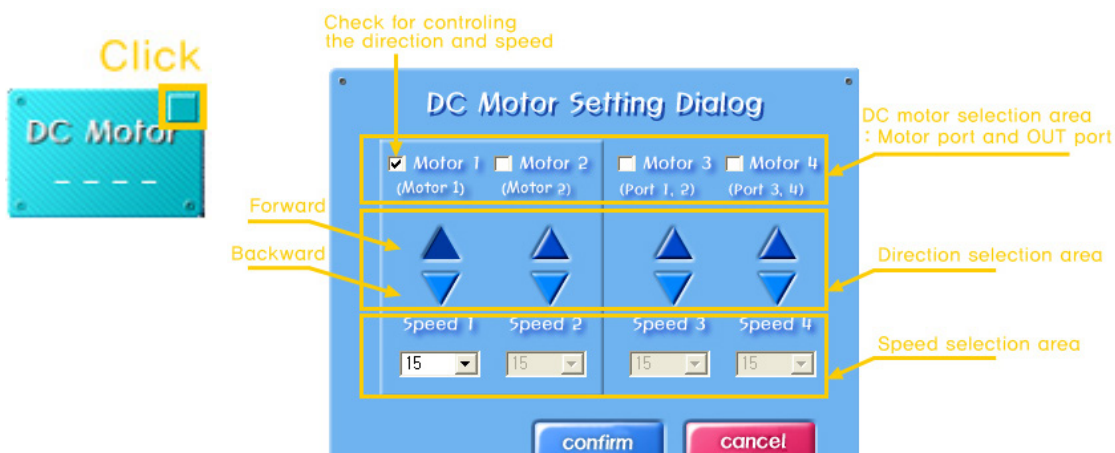 Check for controling
the direction and speed
Click
DC Motor
– – – –
DC Motor Setting Dialog
DC motor selection area
: Motor port and OUT port
Motor 1 Motor 2 Motor 3 Motor 4
(Motor 1) (Motor 2) (Port 1, 2) (Port 3, 4)
Forward
Backward
Direction selection area
Speed 1 Speed 2 Speed 3 Speed 4
15 15 15 15
Speed selection area
confirm cancel